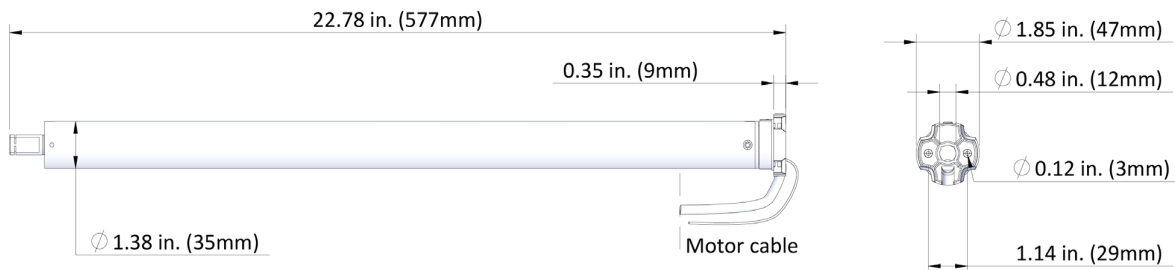 22.78 in. (577mm)
0.35 in. (9mm)
∅ 1.38 in. (35mm)
Motor cable
∅ 1.85 in. (47mm)
∅ 0.48 in. (12mm)
∅ 0.12 in. (3mm)
1.14 in. (29mm)